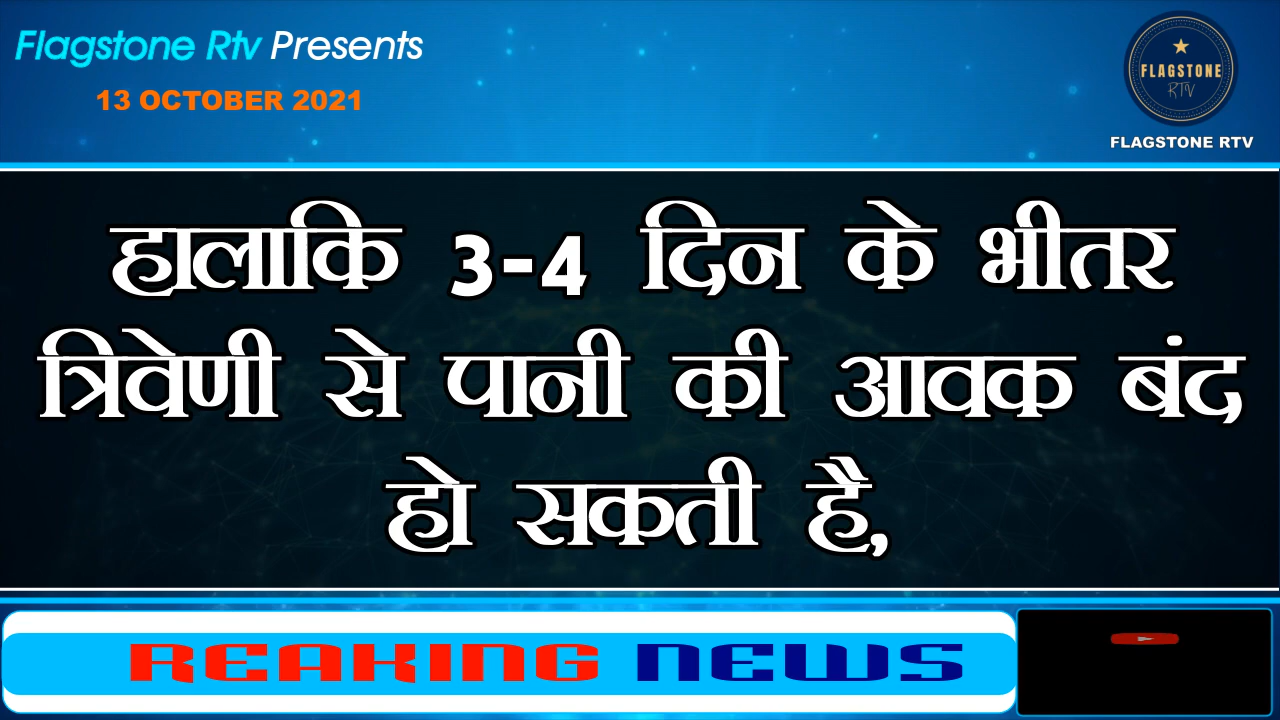 Flagstone Rtv Presents
13 OCTOBER 2021
FLAGSTONE
RTV
FLAGSTONE RTV
हालाकि 3-4 दिन के भीतर
त्रिवेणी से पानी की आवक बंद
हो सकती है,
REAKING NEWS